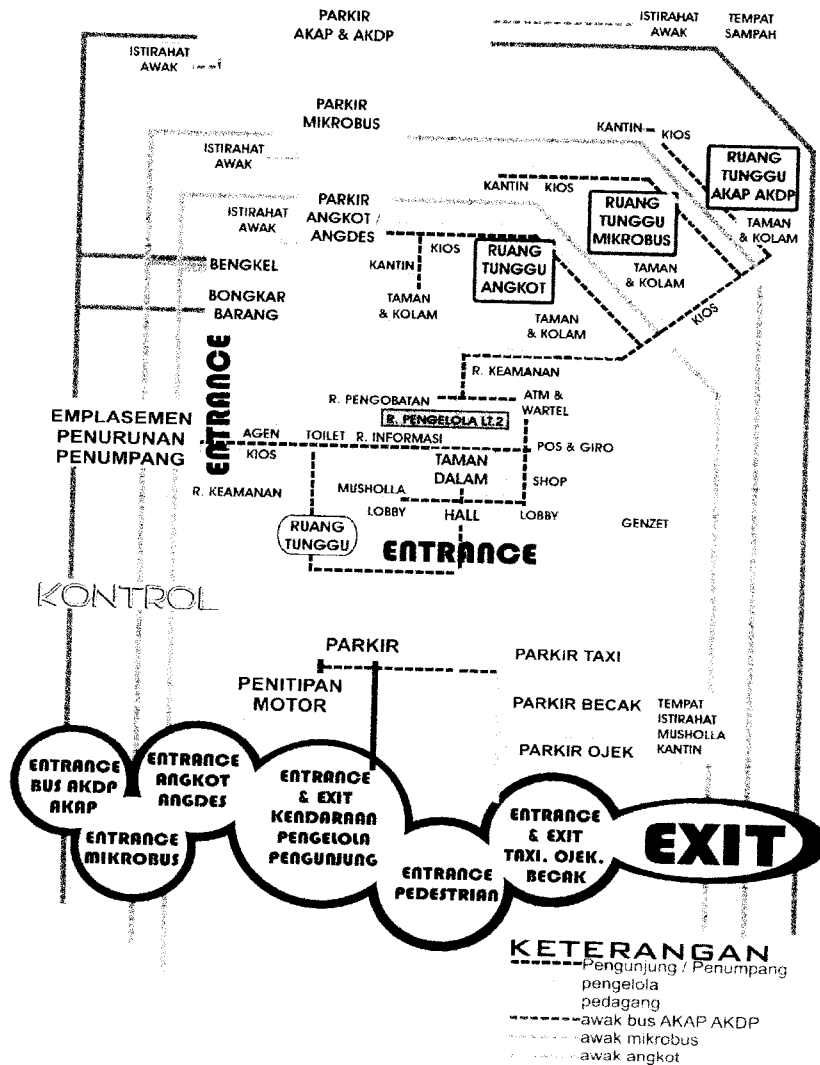 PARKIR
AKAP & AKDP
ISTIRAHAT
AWAK
TEMPAT
SAMPAH
ISTIRAHAT
AWAK
PARKIR
MIKROBUS
KANTIN
KIOS
ISTIRAHAT
AWAK
RUANG
TUNGGU
AKAP AKDP
KANTIN
KIOS
PARKIR
ANGKOT /
ANGDES
RUANG
TUNGGU
MIKROBUS
ISTIRAHAT
AWAK
TAMAN
& KOLAM
KIOS
RUANG
TUNGGU
ANGKOT
KANTIN
BENGKEL
TAMAN
& KOLAM
BONGKAR
BARANG
TAMAN
& KOLAM
TAMAN
& KOLAM
KIOS
ENTRANCE
R. KEAMANAN
R. PENGOBATAN
ATM &
WARTEL
R. PENGELOLA Lt.2
EMPLASEMEN
PENURUNAN
PENUMPANG
AGEN
KIOS
TOILET
R. INFORMASI
POS & GIRO
TAMAN
DALAM
SHOP
R. KEAMANAN
MUSHOLLA
LOBBY
HALL
LOBBY
GENZET
RUANG
TUNGGU
ENTRANCE
KONTROL
PARKIR
PARKIR TAXI
PENITIPAN
MOTOR
PARKIR BECAK
TEMPAT
ISTIRAHAT
MUSHOLLA
KANTIN
PARKIR OJEK
ENTRANCE
BUS AKDP
AKAP
ENTRANCE
ANGKOT
ANGDES
ENTRANCE
MIKROBUS
ENTRANCE
& EXIT
KENDARAAN
PENGELOLA
PENGUNJUNG
ENTRANCE
PEDESTRIAN
ENTRANCE
& EXIT
TAXI. OJEK.
BECAK
EXIT
KETERANGAN
Pengunjung / Penumpang
pengelola
pedagang
awak bus AKAP AKDP
awak mikrobus
awak angkot